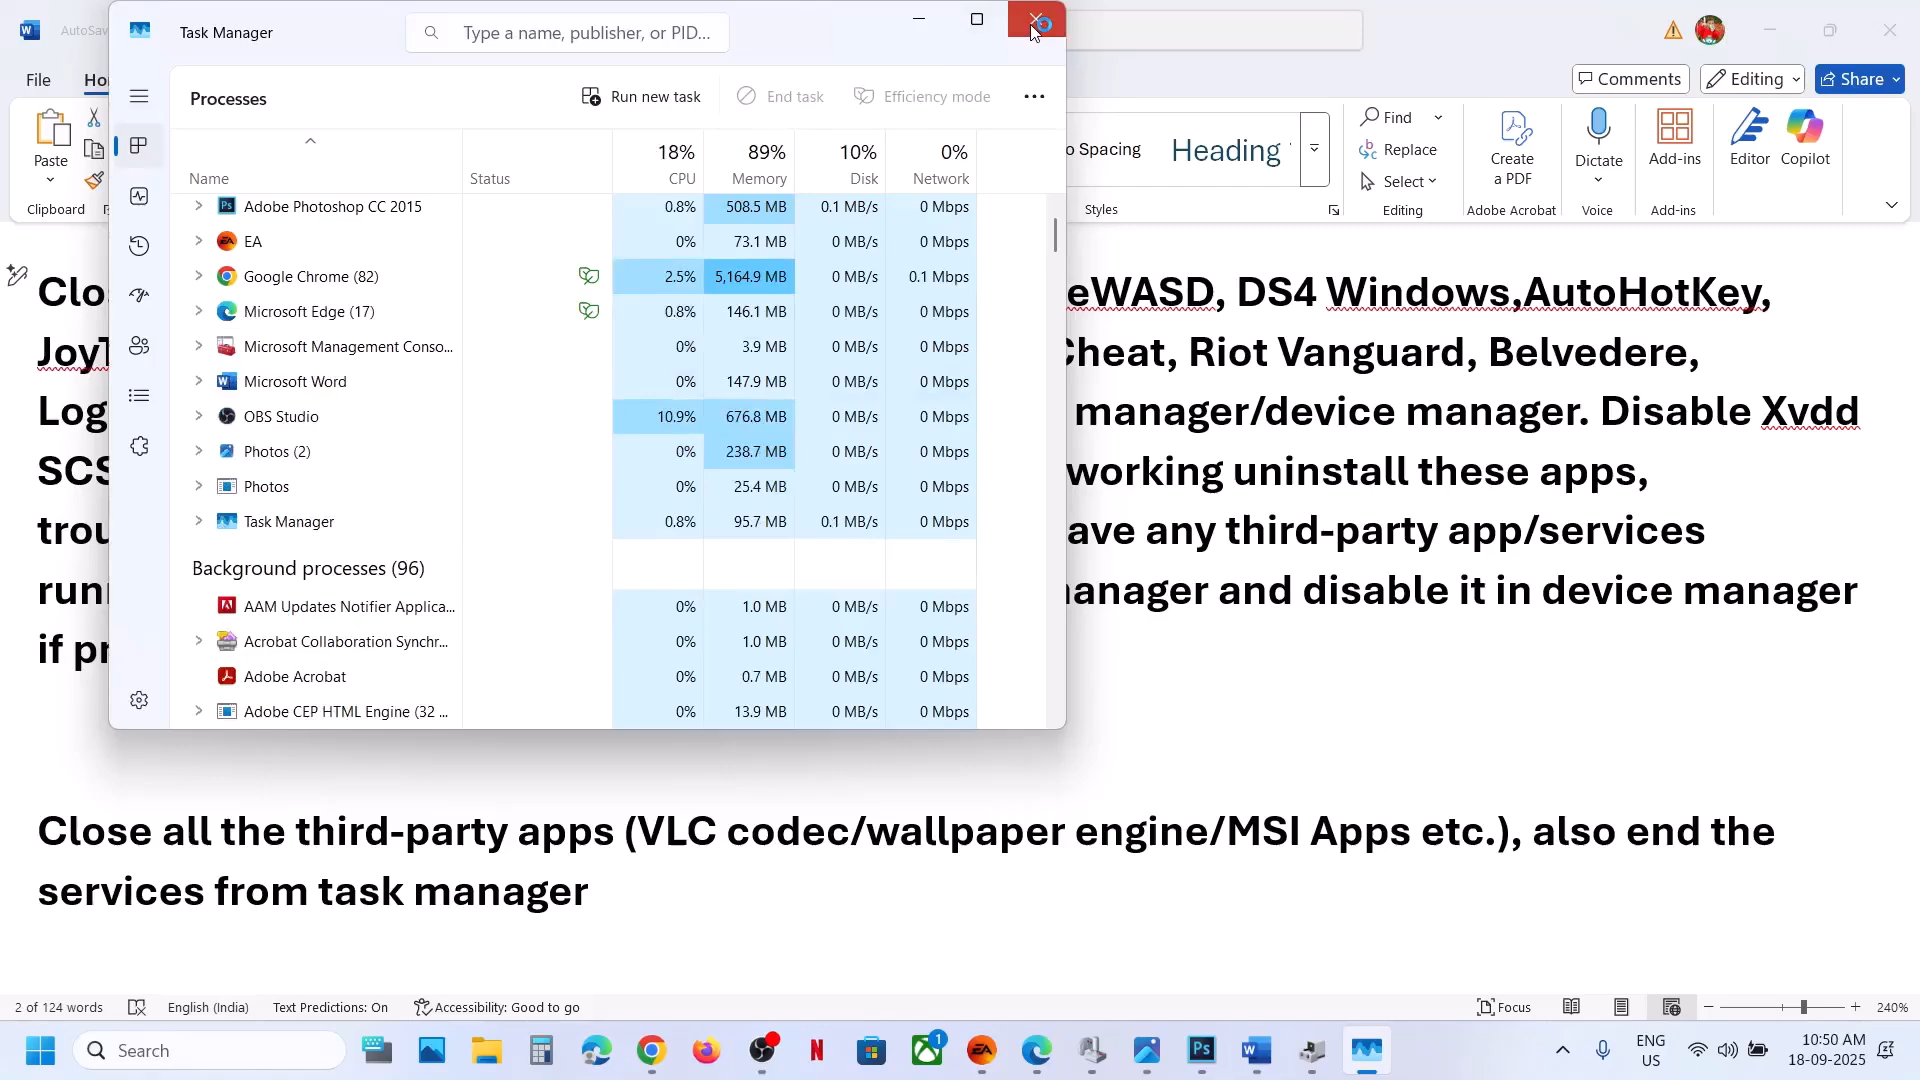 AutoSav
Task Manager
Type a name, publisher, or PID...
File
Ho
Comments
Editing
Share
Paste
Clipboard
o Spacing
Heading
Styles
Find
Replace
Select
Editing
Create
a PDF
Adobe Acrobat
Dictate
Voice
Add-ins
Add-ins
Editor
Copilot
Processes
Run new task
End task
Efficiency mode
18% 89% 10% 0%
Name Status CPU Memory Disk Network
Adobe Photoshop CC 2015 0.8% 508.5 MB 0.1 MB/s 0 Mbps
EA 0% 73.1 MB 0 MB/s 0 Mbps
Google Chrome (82) 2.5% 5,164.9 MB 0 MB/s 0.1 Mbps
Microsoft Edge (17) 0.8% 146.1 MB 0 MB/s 0 Mbps
Microsoft Management Conso... 0% 3.9 MB 0 MB/s 0 Mbps
Microsoft Word 0% 147.9 MB 0 MB/s 0 Mbps
OBS Studio 10.9% 676.8 MB 0 MB/s 0 Mbps
Photos (2) 0% 238.7 MB 0 MB/s 0 Mbps
Photos 0% 25.4 MB 0 MB/s 0 Mbps
Task Manager 0.8% 95.7 MB 0.1 MB/s 0 Mbps
Background processes (96)
AAM Updates Notifier Applica... 0% 1.0 MB 0 MB/s 0 Mbps
Acrobat Collaboration Synchr... 0% 1.0 MB 0 MB/s 0 Mbps
Adobe Acrobat 0% 0.7 MB 0 MB/s 0 Mbps
Adobe CEP HTML Engine (32 ... 0% 13.9 MB 0 MB/s 0 Mbps
Clo eWASD, DS4 Windows,AutoHotKey,
Joy Cheat, Riot Vanguard, Belvedere,
Log manager/device manager. Disable Xvdd
SCS working uninstall these apps,
trou ave any third-party app/services
run anager and disable it in device manager
if pr
Close all the third-party apps (VLC codec/wallpaper engine/MSI Apps etc.), also end the
services from task manager
2 of 124 words
English (India)
Text Predictions: On
Accessibility: Good to go
Focus
240%
Search
1
ENG
US
10:50 AM
18-09-2025